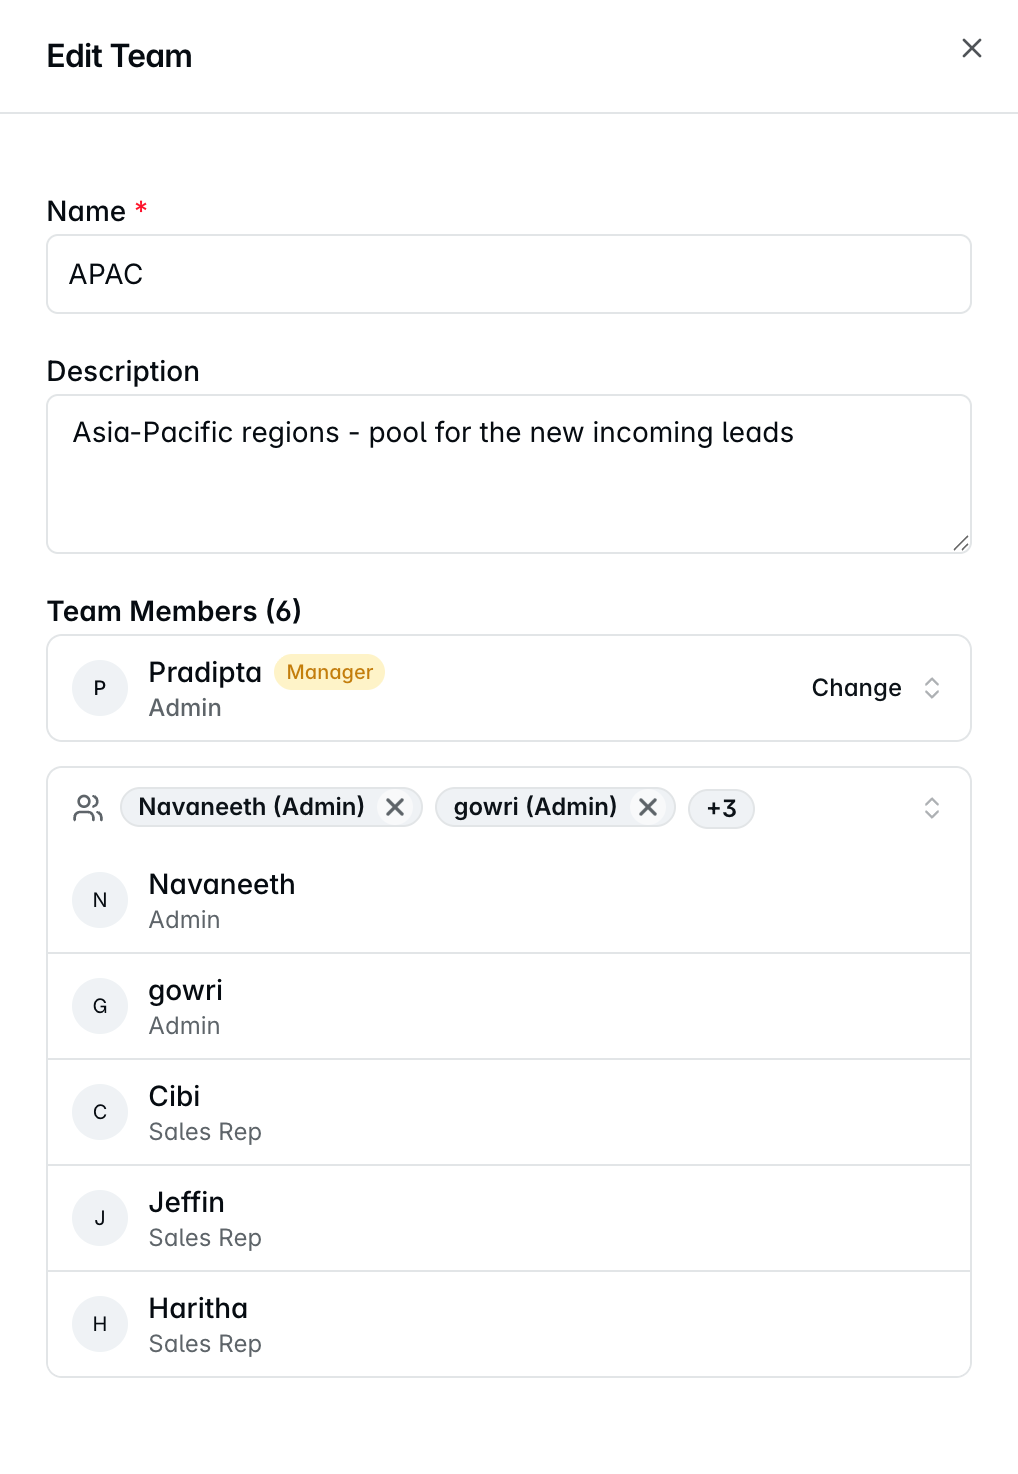 Edit Team
Name *
APAC
Description
Asia-Pacific regions - pool for the new incoming leads
Team Members (6)
P
Pradipta Manager
Admin
Change
Navaneeth (Admin) gowri (Admin) +3
N
Navaneeth
Admin
G
gowri
Admin
C
Cibi
Sales Rep
J
Jeffin
Sales Rep
H
Haritha
Sales Rep